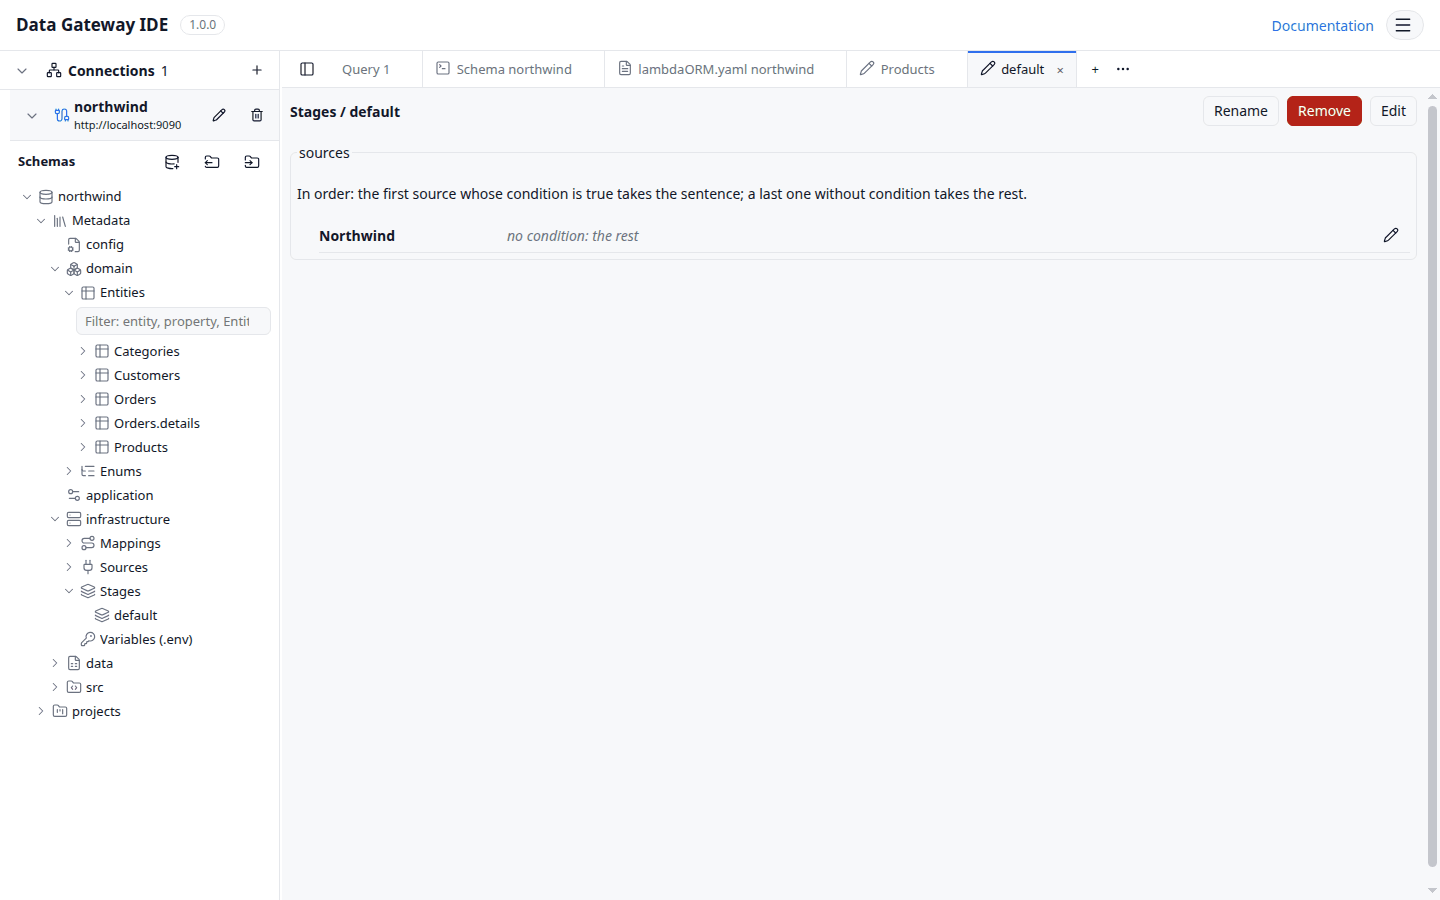 Data Gateway IDE 1.0.0
Documentation
Connections 1
northwind
http://localhost:9090
Schemas
northwind
Metadata
config
domain
Entities
Filter: entity, property, Entit
Categories
Customers
Orders
Orders.details
Products
Enums
application
infrastructure
Mappings
Sources
Stages
default
Variables (.env)
data
src
projects
Query 1
Schema northwind
lambdaORM.yaml northwind
Products
default ×
+
Stages / default
Rename
Remove
Edit
sources
In order: the first source whose condition is true takes the sentence; a last one without condition takes the rest.
Northwind no condition: the rest